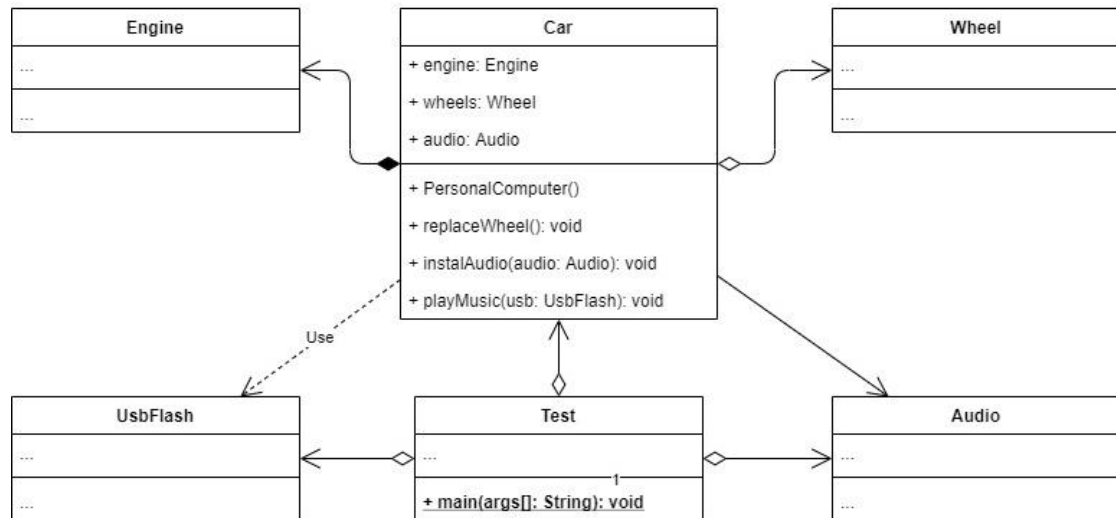 Engine
...
...
Car
+ engine: Engine
+ wheels: Wheel
+ audio: Audio
+ PersonalComputer()
+ replaceWheel(): void
+ instalAudio(audio: Audio): void
+ playMusic(usb: UsbFlash): void
Wheel
...
...
Use
UsbFlash
...
...
Test
...
1
+ main(args[]: String): void
Audio
...
...